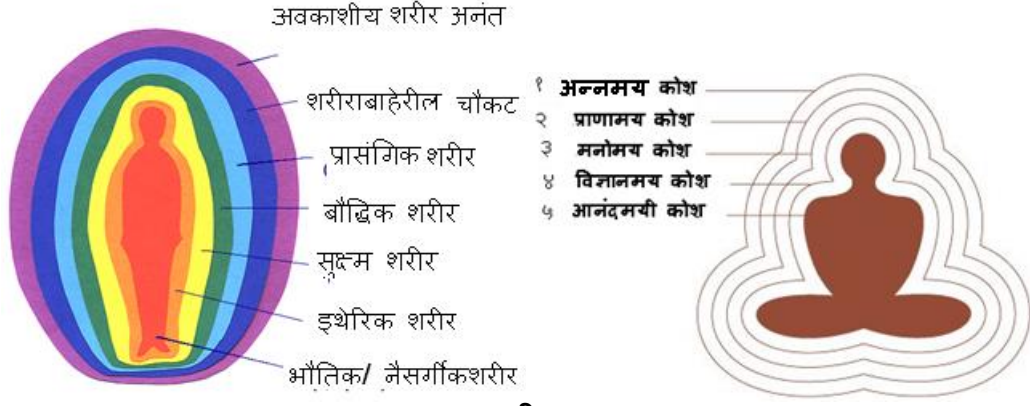 अवकाशीय शरीर अनंत
शरीराबाहेरील चौकट
प्रासंगिक शरीर
बौद्धिक शरीर
सुक्ष्म शरीर
इथेरिक शरीर
भौतिक/ नैसर्गीकशरीर
१ अन्नमय कोश
२ प्राणामय कोश
३ मनोमय कोश
४ विज्ञानमय कोश
५ आनंदमयी कोश